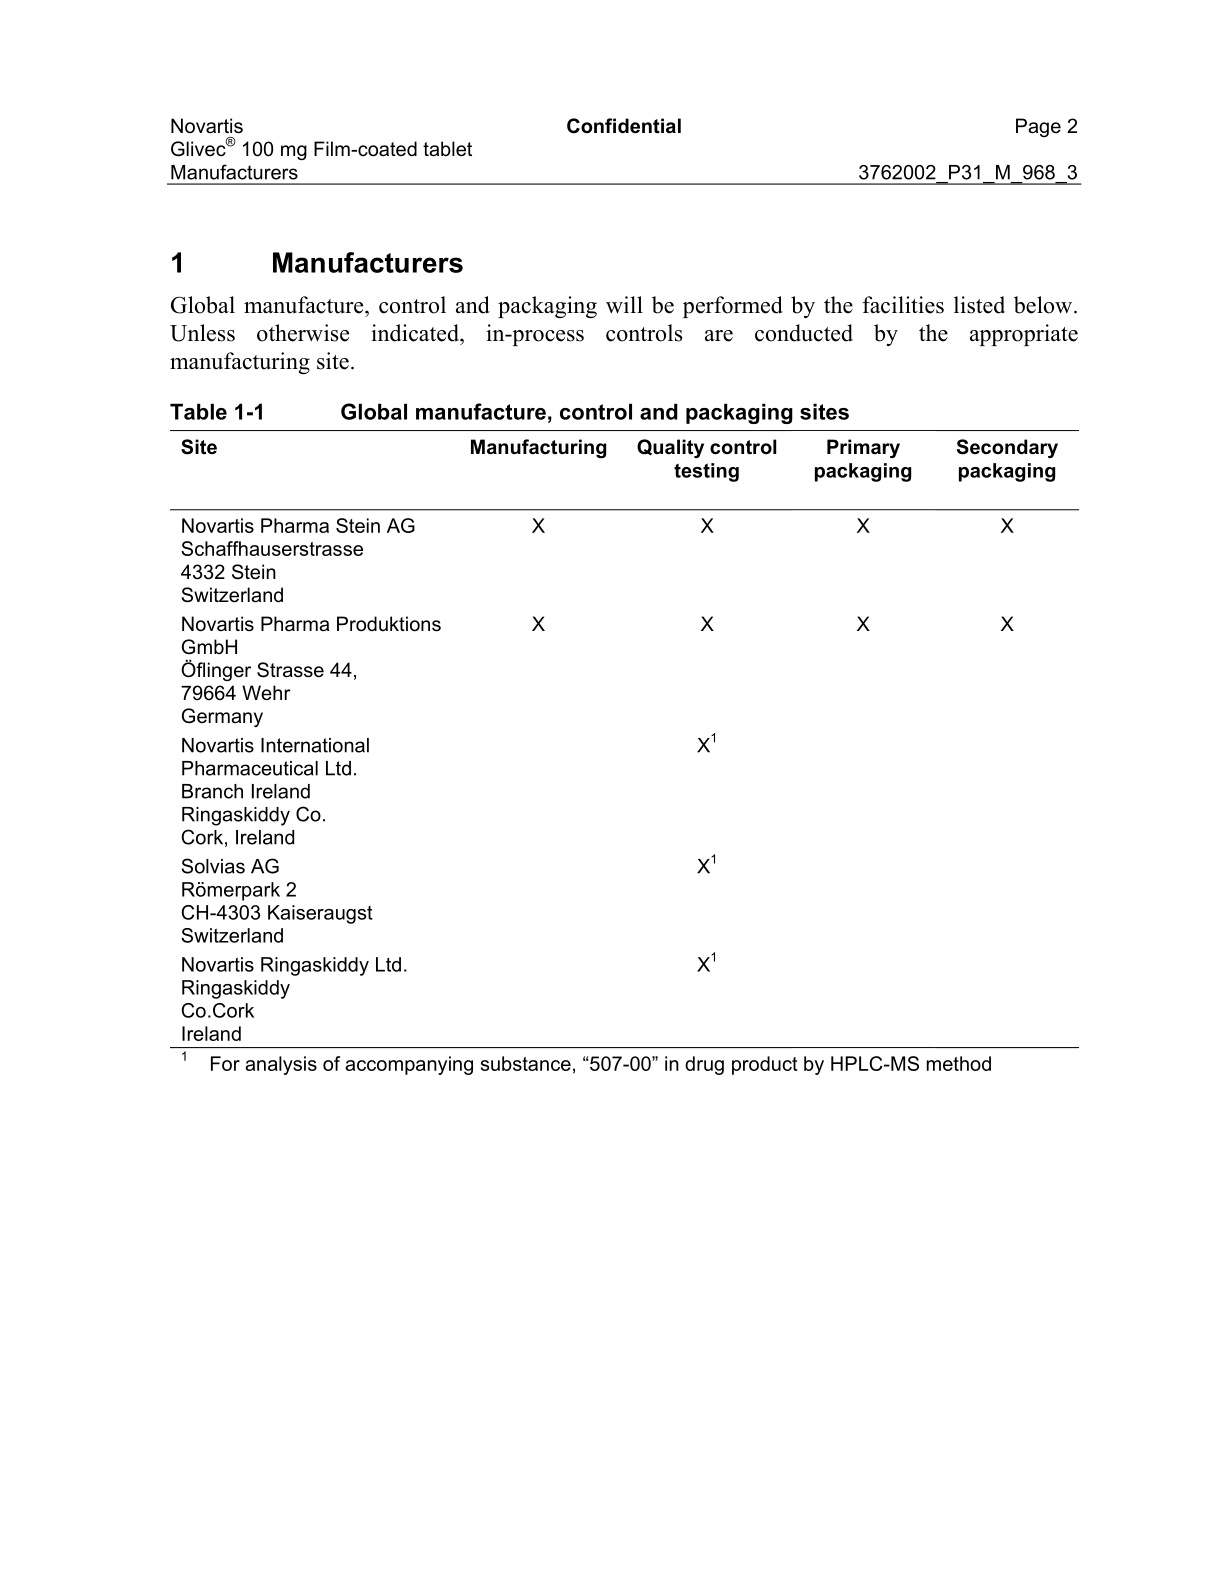 Novartis Confidential Page 2
Glivec® 100 mg Film-coated tablet
Manufacturers 3762002_P31_M_968_3
1 Manufacturers
Global manufacture, control and packaging will be performed by the facilities listed below.
Unless otherwise indicated, in-process controls are conducted by the appropriate
manufacturing site.
Table 1-1 Global manufacture, control and packaging sites
Site Manufacturing Quality control Primary Secondary
testing packaging packaging
Novartis Pharma Stein AG X X X X
Schaffhauserstrasse
4332 Stein
Switzerland
Novartis Pharma Produktions X X X X
GmbH
Öflinger Strasse 44,
79664 Wehr
Germany
Novartis International X¹
Pharmaceutical Ltd.
Branch Ireland
Ringaskiddy Co.
Cork, Ireland
Solvias AG X¹
Römerpark 2
CH-4303 Kaiseraugst
Switzerland
Novartis Ringaskiddy Ltd. X¹
Ringaskiddy
Co.Cork
Ireland
¹ For analysis of accompanying substance, “507-00” in drug product by HPLC-MS method